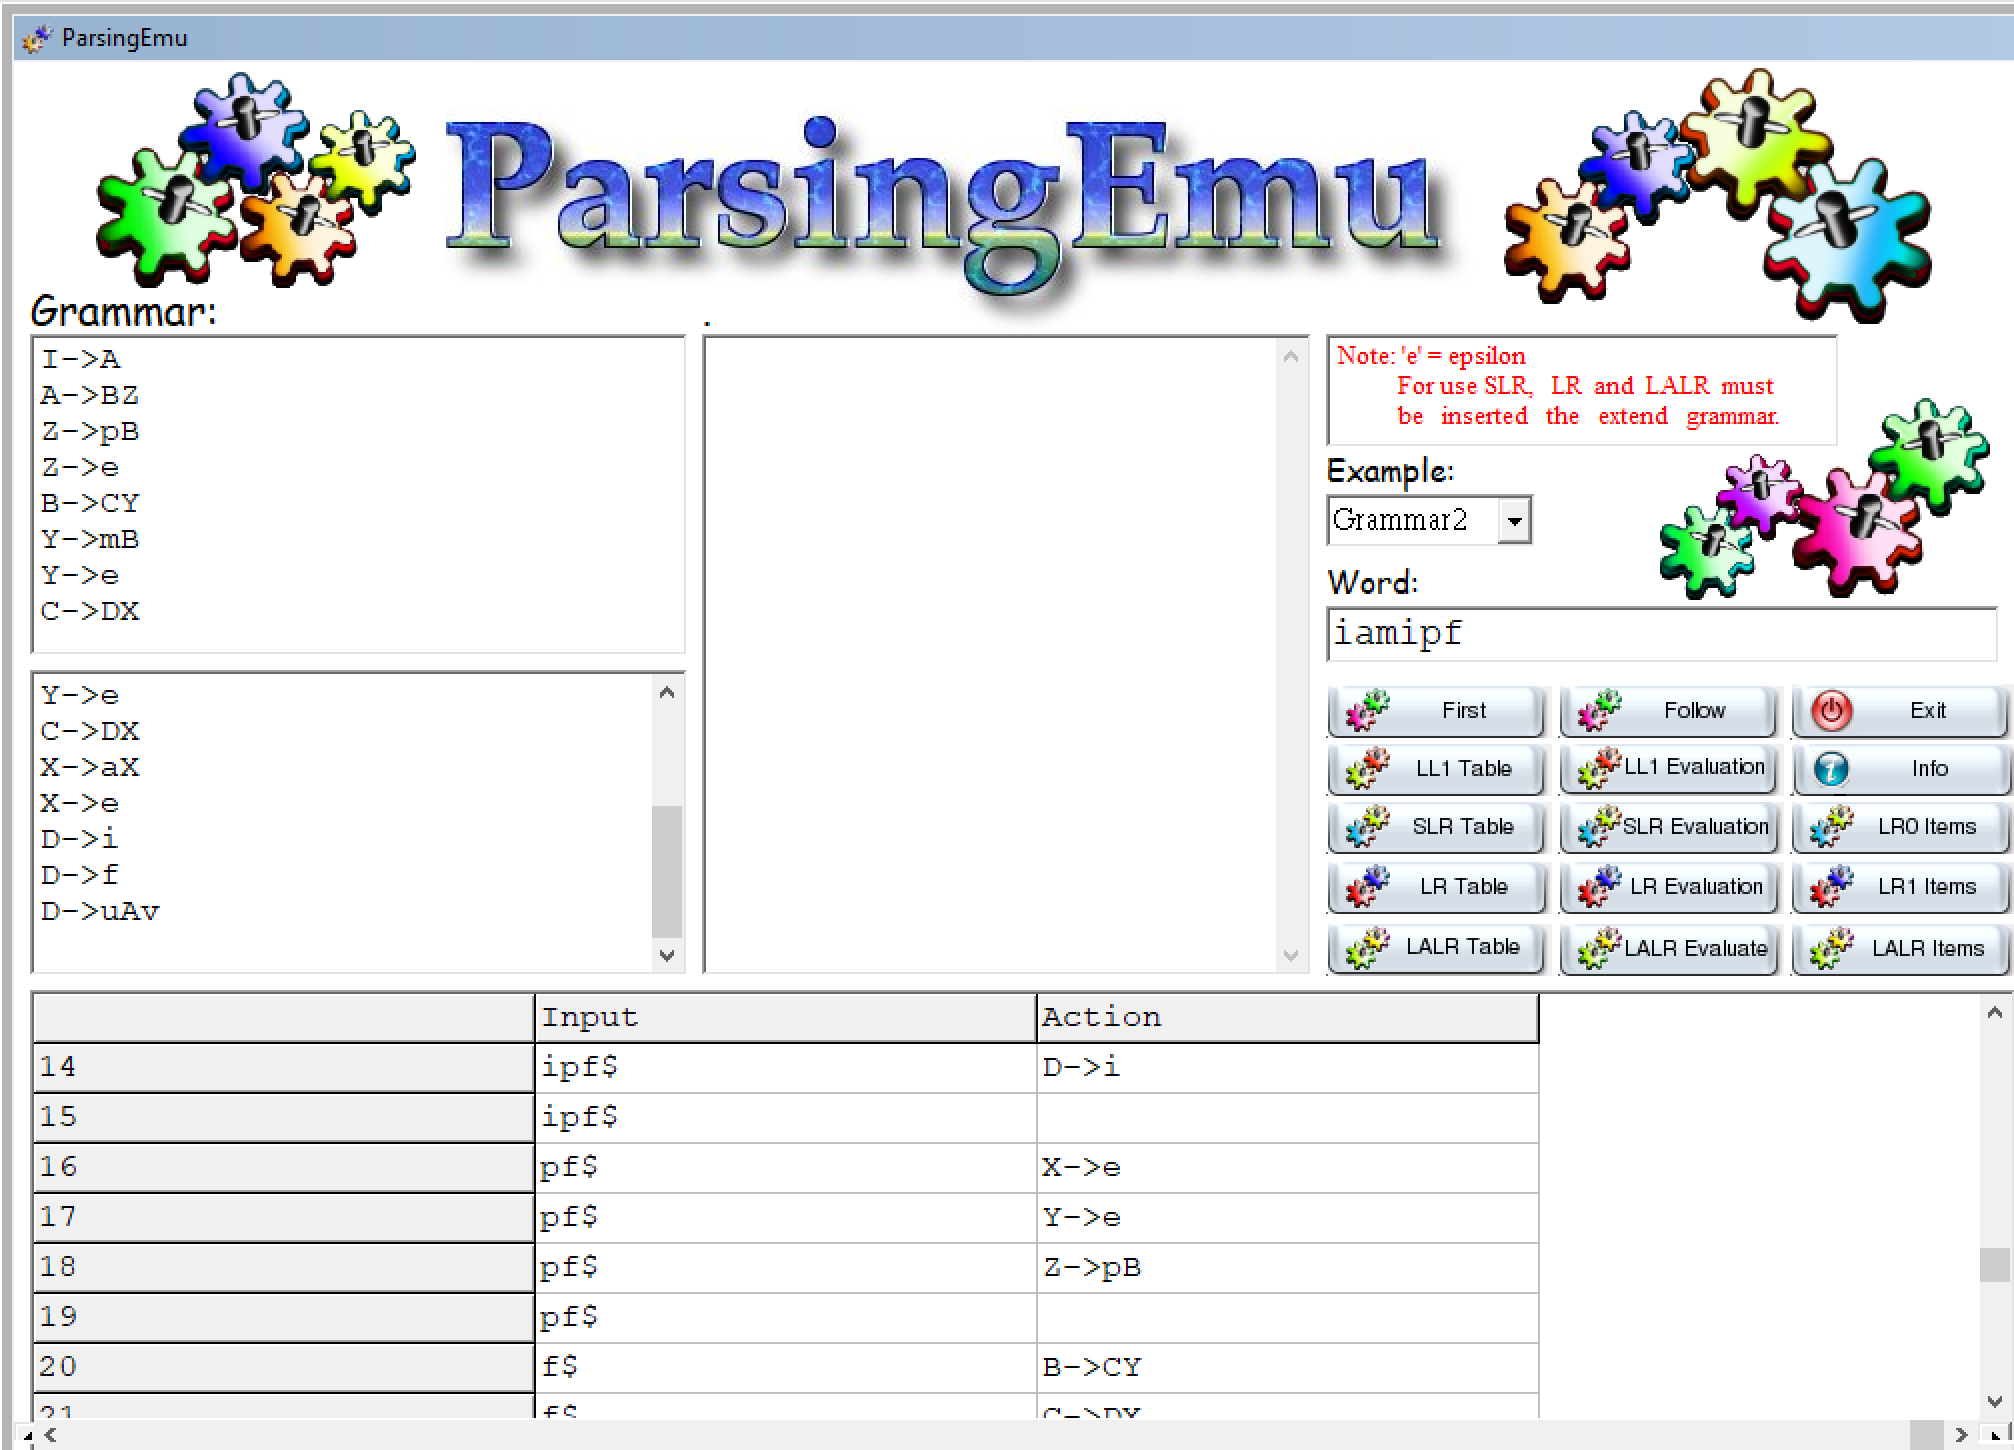 ParsingEmu
ParsingEmu
Grammar:
.
I->A
A->BZ
Z->pB
Z->e
B->CY
Y->mB
Y->e
C->DX
Y->e
C->DX
X->aX
X->e
D->i
D->f
D->uAv
Note: 'e' = epsilon
For use SLR, LR and LALR must
be inserted the extend grammar.
Example:
Grammar2
Word:
iamipf
First Follow Exit
LL1 Table LL1 Evaluation Info
SLR Table SLR Evaluation LR0 Items
LR Table LR Evaluation LR1 Items
LALR Table LALR Evaluate LALR Items
Input Action
14 ipf$ D->i
15 ipf$
16 pf$ X->e
17 pf$ Y->e
18 pf$ Z->pB
19 pf$
20 f$ B->CY
21 f$ C->DX